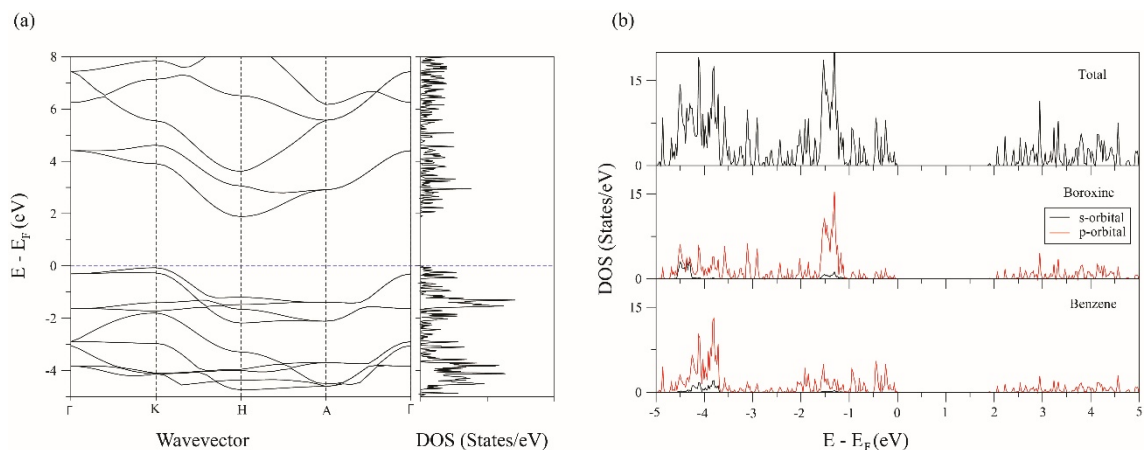 (a)
(b)
8
6
4
2
0
-2
-4
E - E_F (eV)
Γ
K
H
A
Γ
Wavevector
DOS (States/eV)
Total
15
0
Boroxine
15
0
s-orbital
p-orbital
Benzene
15
0
DOS (States/eV)
-5
-4
-3
-2
-1
0
1
2
3
4
5
E - E_F (eV)